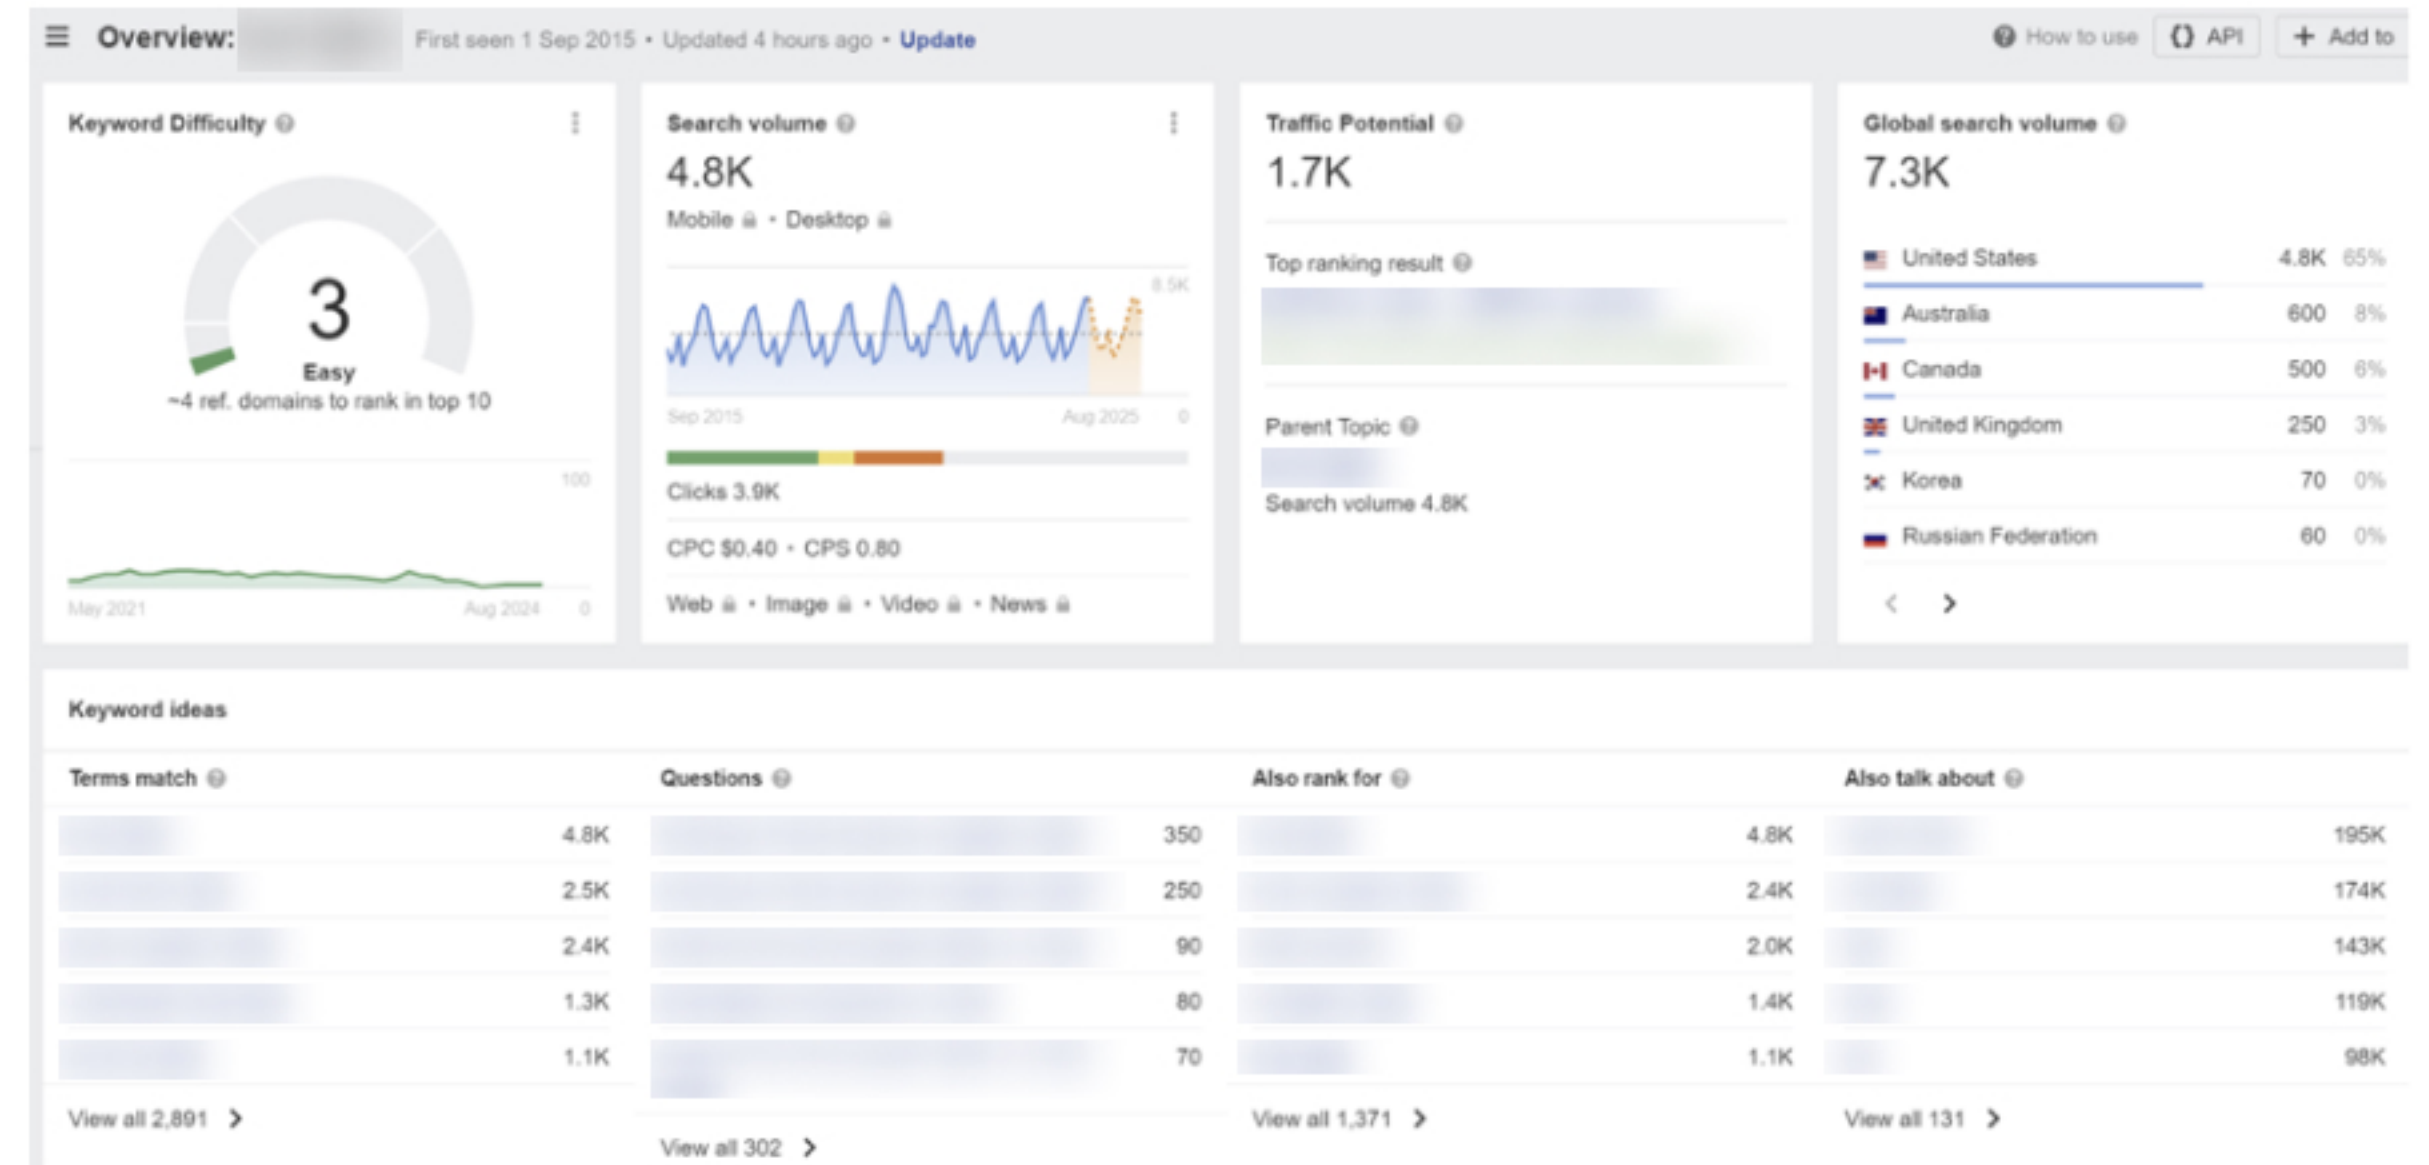 Overview: First seen 1 Sep 2015 • Updated 4 hours ago • Update How to use API + Add to
Keyword Difficulty
3
Easy
~4 ref. domains to rank in top 10
100
May 2021 Aug 2024 0
Search volume
4.8K
Mobile • Desktop
8.5K
Sep 2015 Aug 2025 0
Clicks 3.9K
CPC $0.40 • CPS 0.80
Web • Image • Video • News
Traffic Potential
1.7K
Top ranking result
Parent Topic
Search volume 4.8K
Global search volume
7.3K
United States 4.8K 65%
Australia 600 8%
Canada 500 6%
United Kingdom 250 3%
Korea 70 0%
Russian Federation 60 0%
Keyword ideas
Terms match
4.8K
2.5K
2.4K
1.3K
1.1K
View all 2,891
Questions
350
250
90
80
70
View all 302
Also rank for
4.8K
2.4K
2.0K
1.4K
1.1K
View all 1,371
Also talk about
195K
174K
143K
119K
98K
View all 131